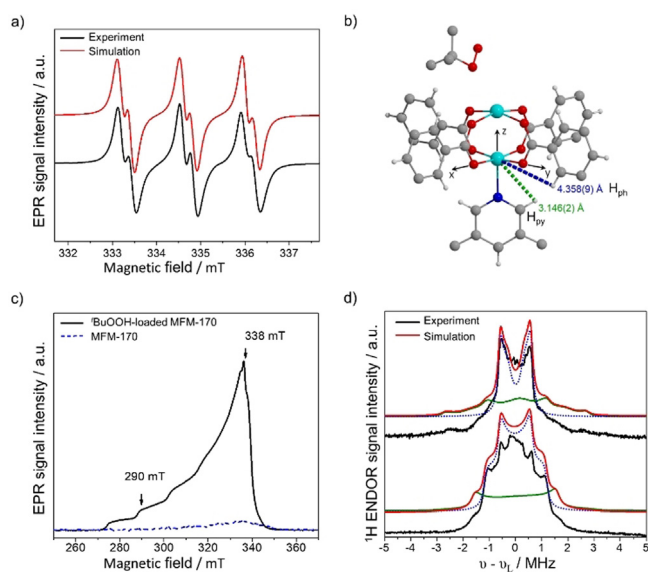 a)
EPR signal intensity / a.u.
Experiment
Simulation
332 333 334 335 336 337
Magnetic field / mT
b)
z
x
y
4.358(9) Å
H_ph
3.146(2) Å
H_py
c)
EPR signal intensity / a.u.
ᵗBuOOH-loaded MFM-170
MFM-170
338 mT
290 mT
260 280 300 320 340 360
Magnetic field / mT
d)
¹H ENDOR signal intensity / a.u.
Experiment
Simulation
-5 -4 -3 -2 -1 0 1 2 3 4 5
υ - υ_L / MHz